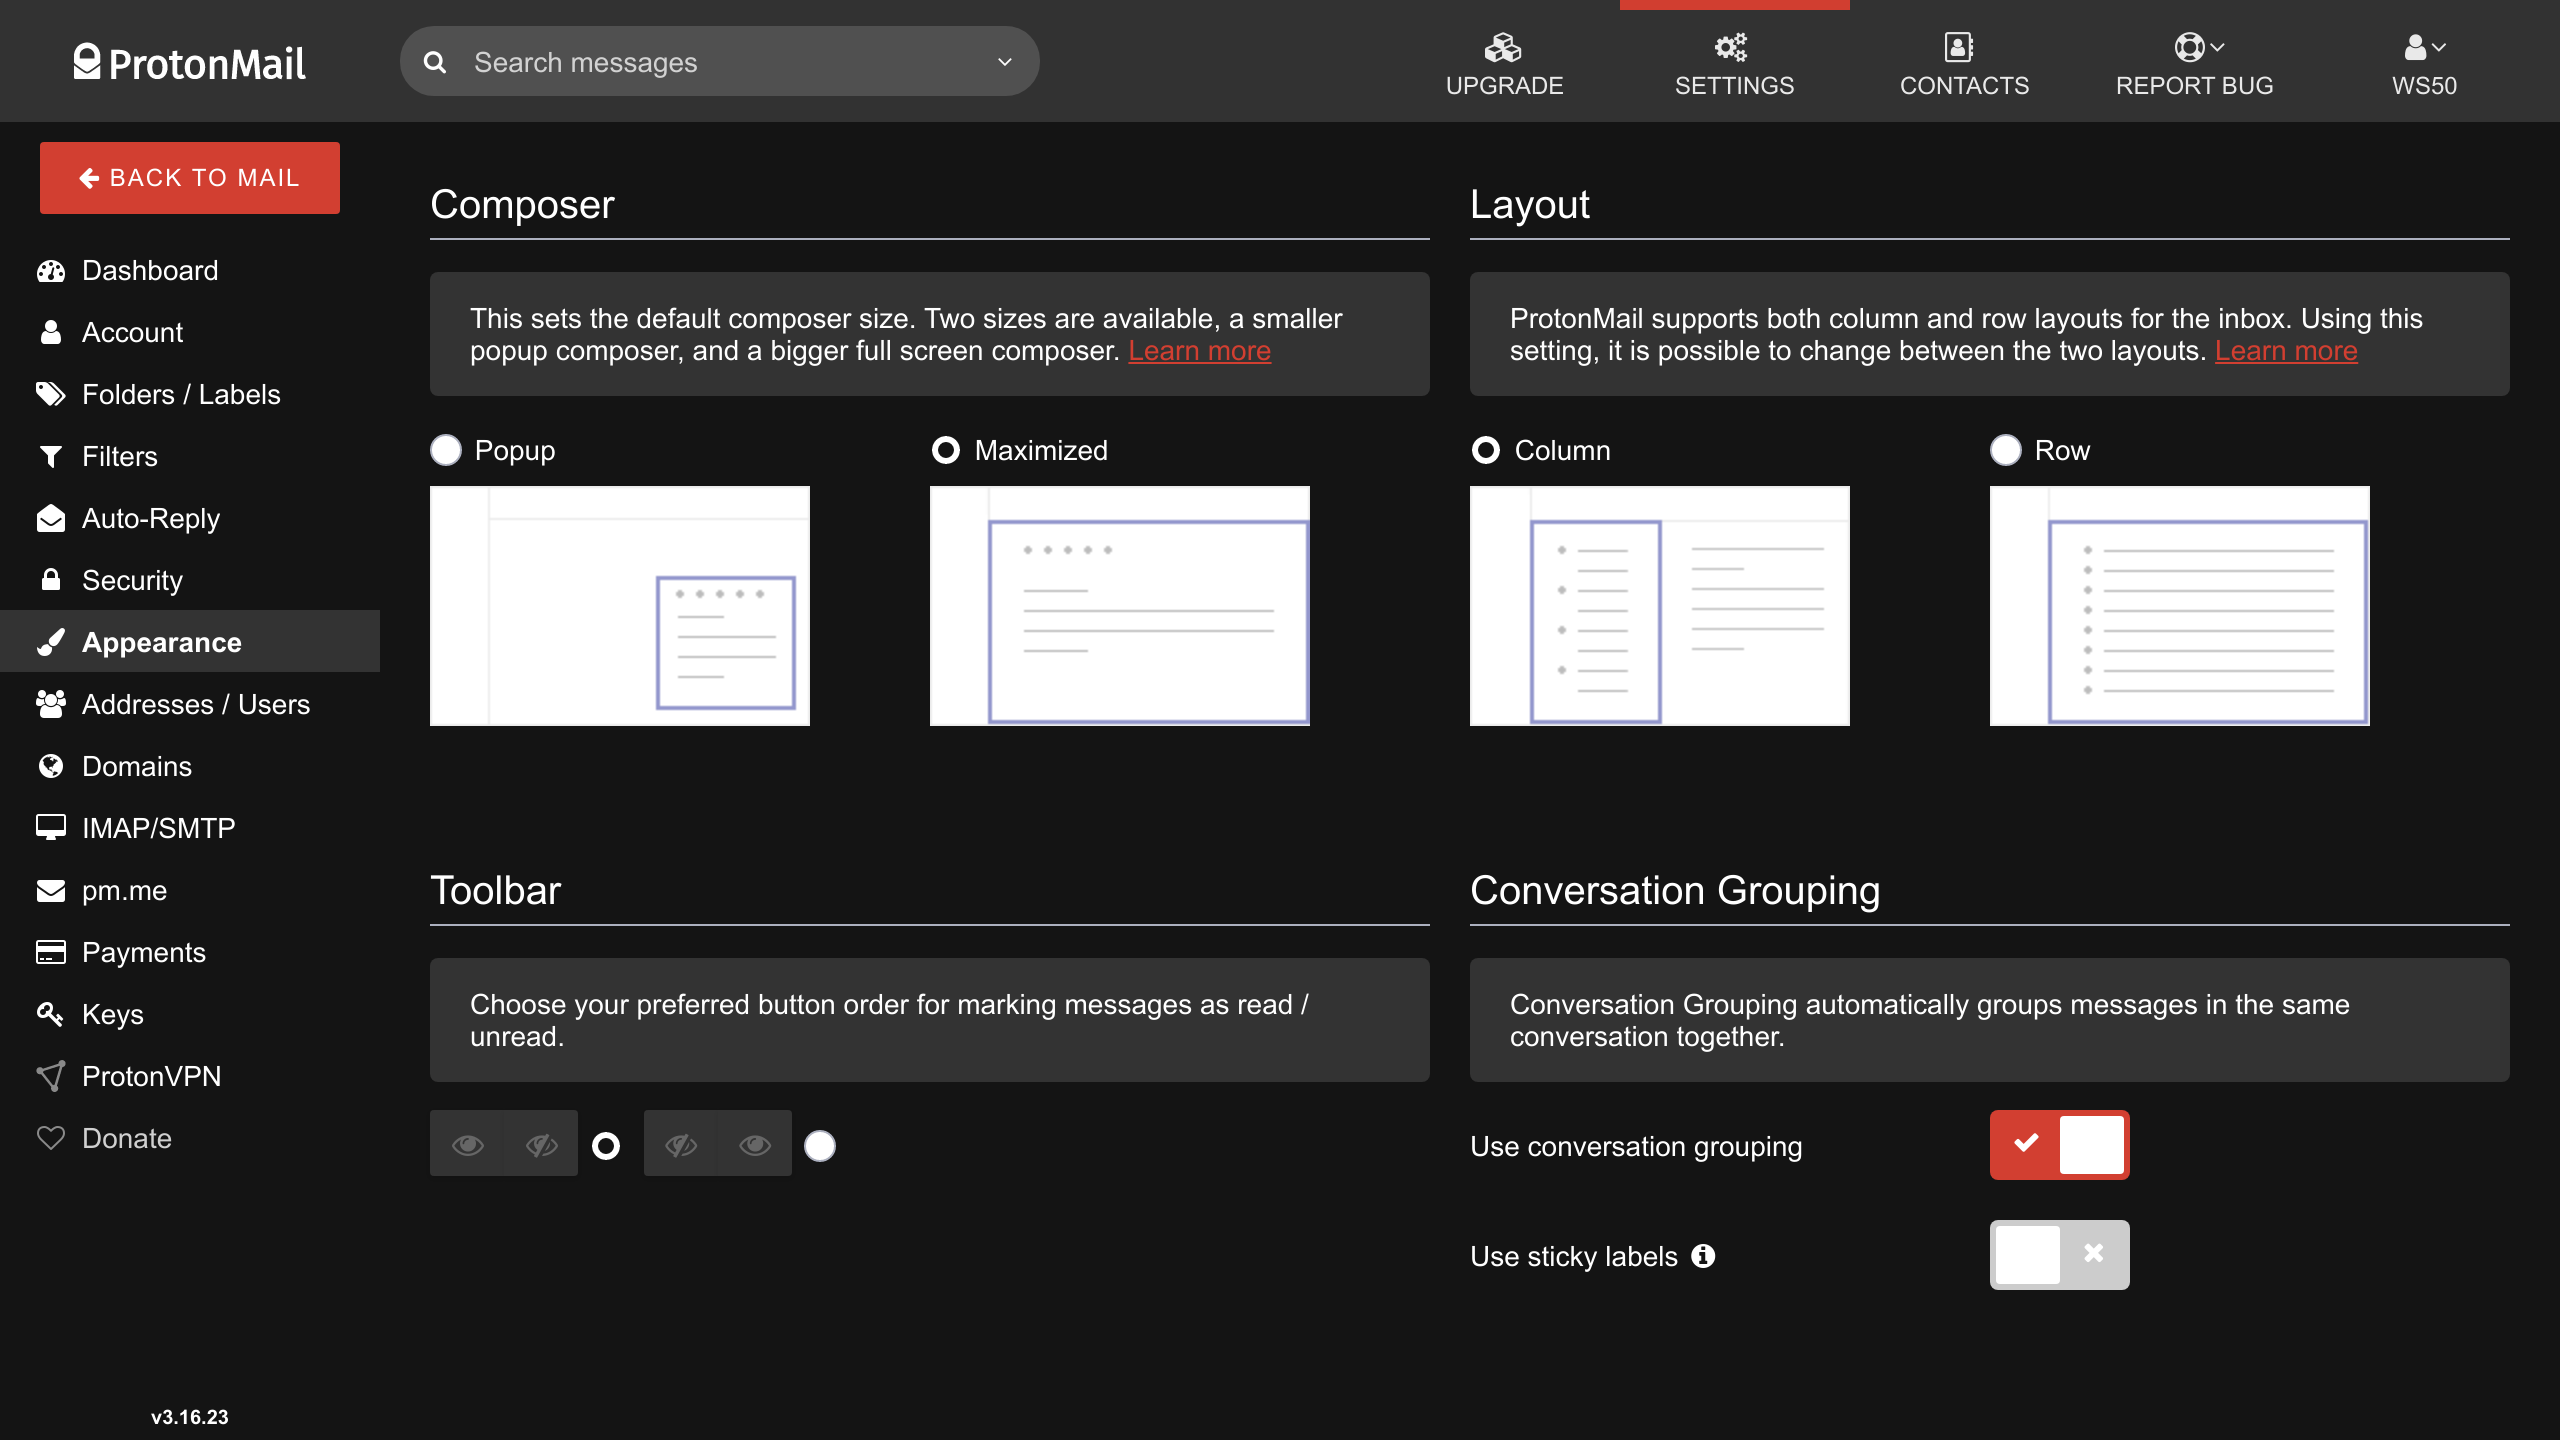 ProtonMail
Search messages
UPGRADE
SETTINGS
CONTACTS
REPORT BUG
WS50
BACK TO MAIL
Dashboard
Account
Folders / Labels
Filters
Auto-Reply
Security
Appearance
Addresses / Users
Domains
IMAP/SMTP
pm.me
Payments
Keys
ProtonVPN
Donate
v3.16.23
Composer
This sets the default composer size. Two sizes are available, a smaller
popup composer, and a bigger full screen composer. Learn more
Popup
Maximized
Layout
ProtonMail supports both column and row layouts for the inbox. Using this
setting, it is possible to change between the two layouts. Learn more
Column
Row
Toolbar
Choose your preferred button order for marking messages as read /
unread.
Conversation Grouping
Conversation Grouping automatically groups messages in the same
conversation together.
Use conversation grouping
Use sticky labels